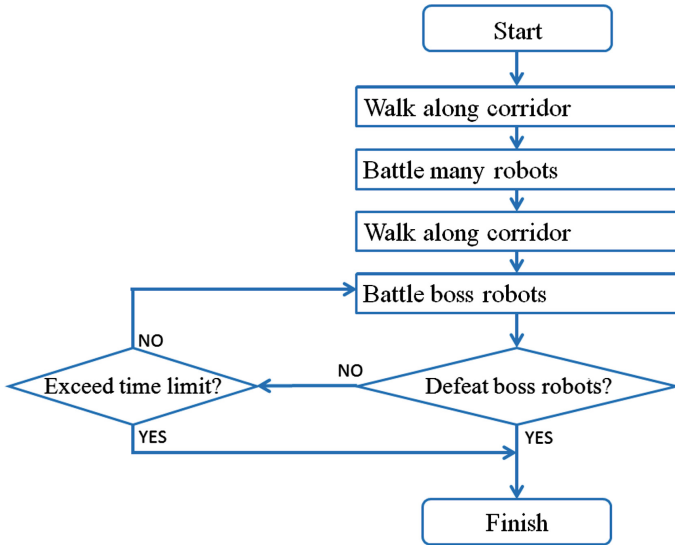 Start
Walk along corridor
Battle many robots
Walk along corridor
Battle boss robots
NO
NO
Exceed time limit?
Defeat boss robots?
YES
YES
Finish